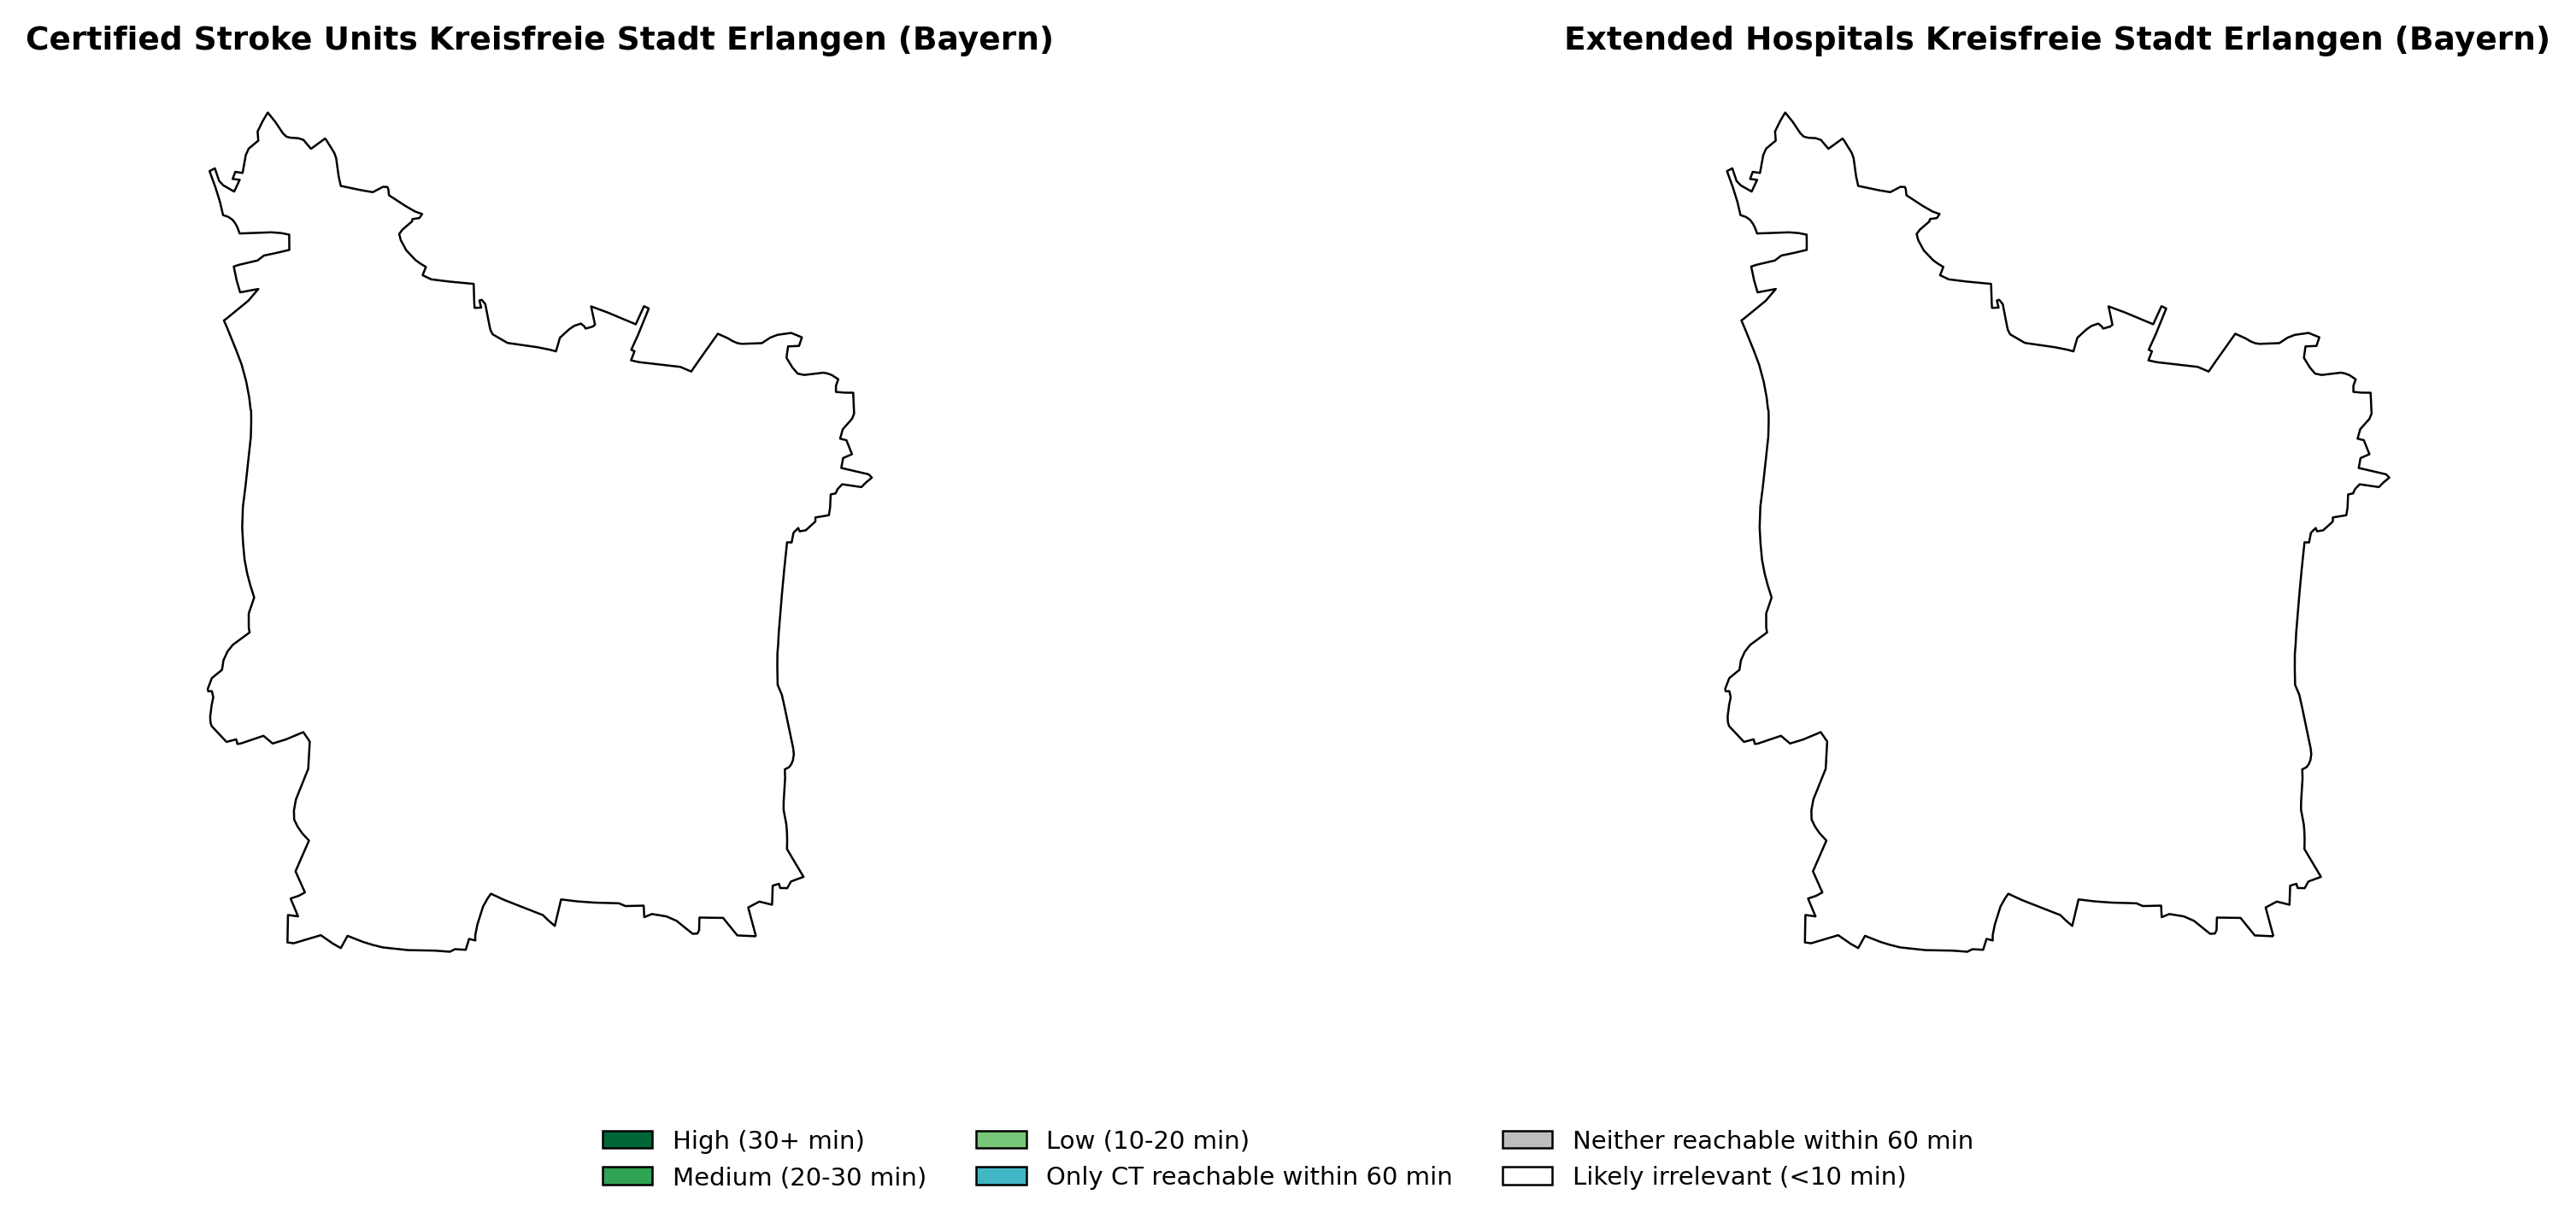 Certified Stroke Units Kreisfreie Stadt Erlangen (Bayern)
Extended Hospitals Kreisfreie Stadt Erlangen (Bayern)
High (30+ min)
Medium (20-30 min)
Low (10-20 min)
Only CT reachable within 60 min
Neither reachable within 60 min
Likely irrelevant (<10 min)